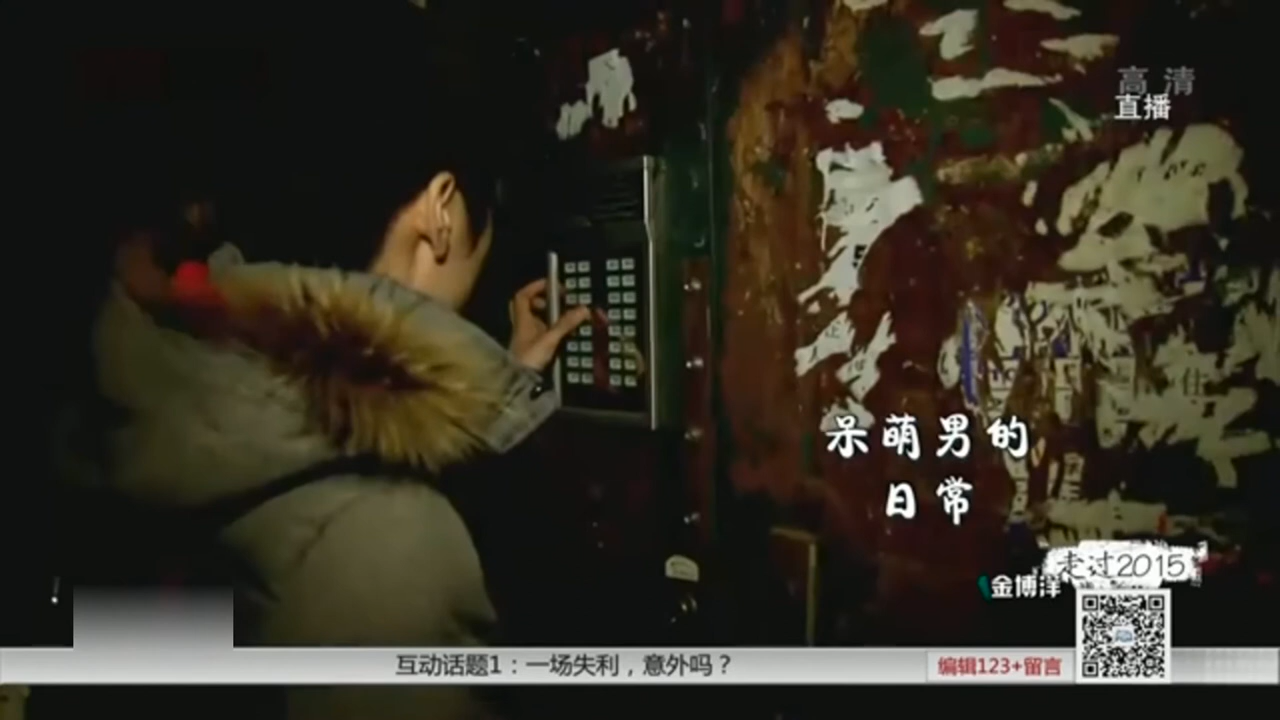 高清
直播
呆萌男的
日常
走过2015
金博洋
互动话题1：一场失利，意外吗？
编辑123+留言